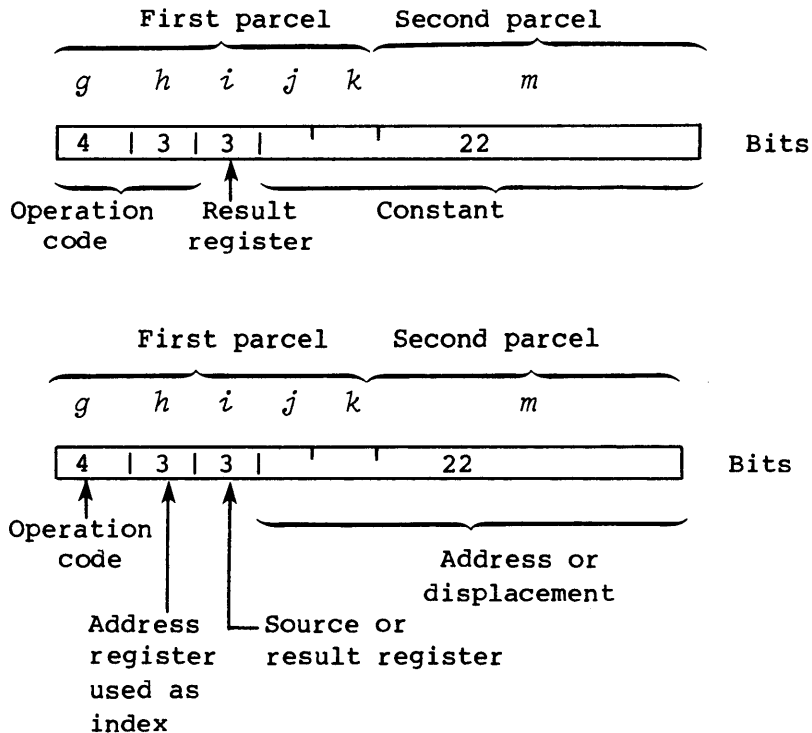 First parcel Second parcel
g h i j k m
4 3 3 22 Bits
Operation code Result register Constant
First parcel Second parcel
g h i j k m
4 3 3 22 Bits
Operation code
Address or displacement
Address register used as index
Source or result register